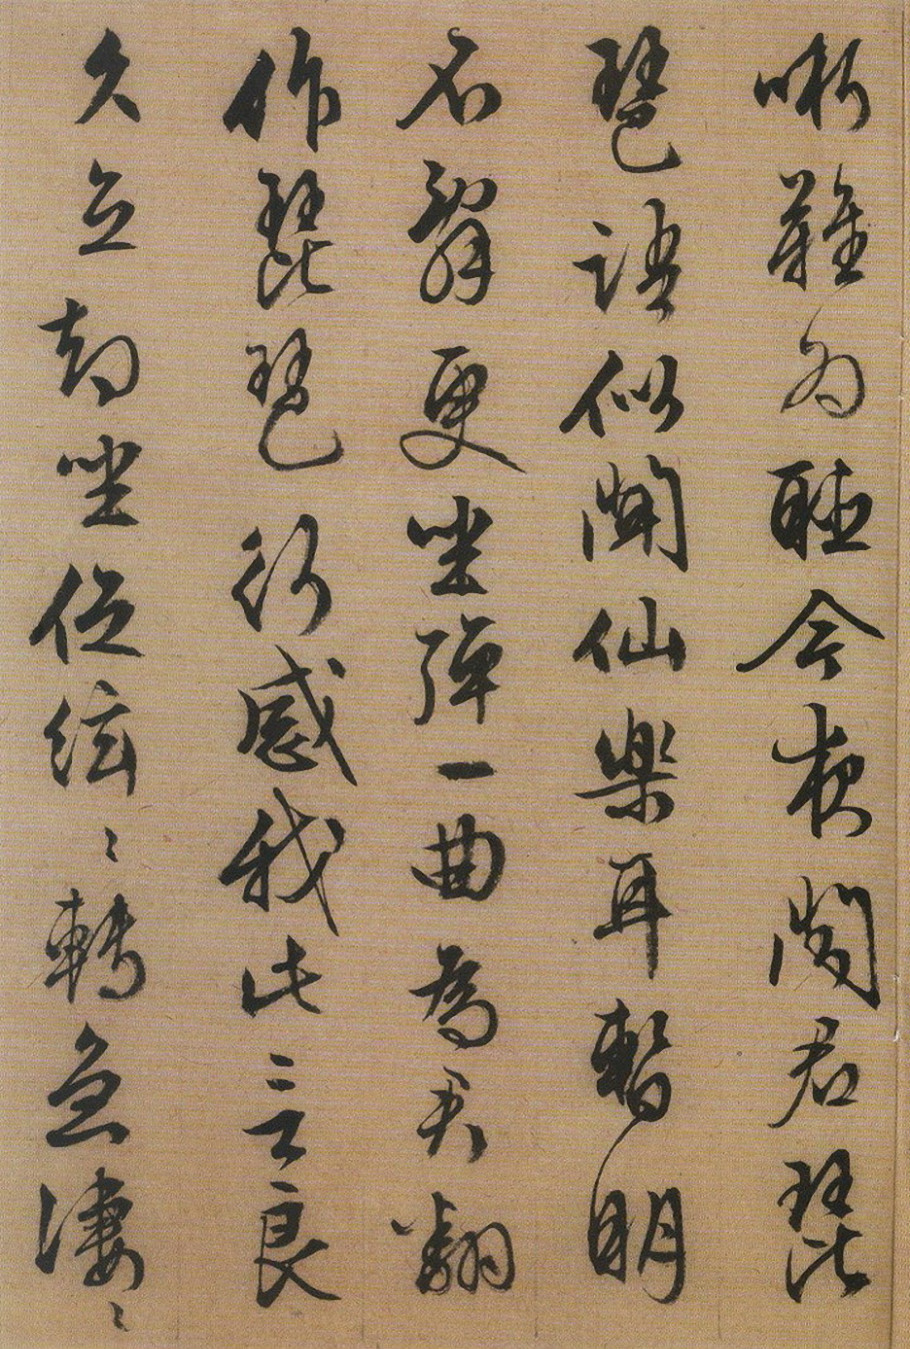 哳難为聽今夜聞君琵
琶語似聞仙樂耳暫明
不辭更坐彈一曲為君翻
作琵琶行感我此言良
久立却坐促絃〻轉急淒〻